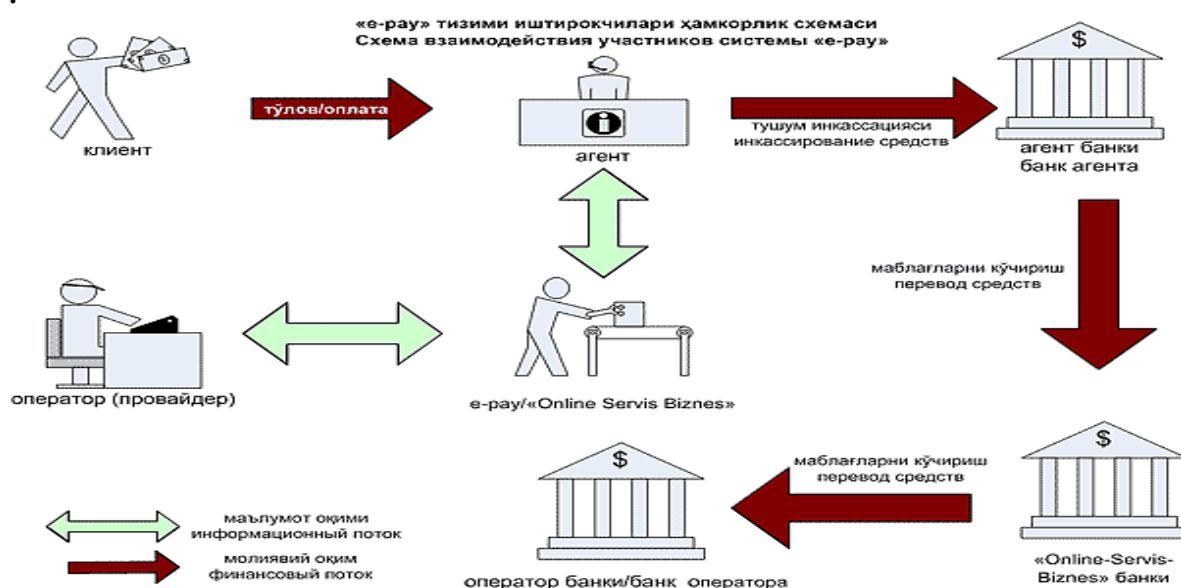 «e-pay» тизими иштирокчилари ҳамкорлик схемаси
Схема взаимодействия участников системы «e-pay»
$
тўлов/оплата
клиент
агент
тушум инкассацияси
инкассирование средств
агент банки
банк агента
маблағларни кўчириш
перевод средств
оператор (провайдер)
e-pay/«Online Servis Biznes»
$
$
маблағларни кўчириш
перевод средств
маълумот оқими
информационный поток
молиявий оқим
финансовый поток
оператор банки/банк оператора
«Online-Servis-
Biznes» банки